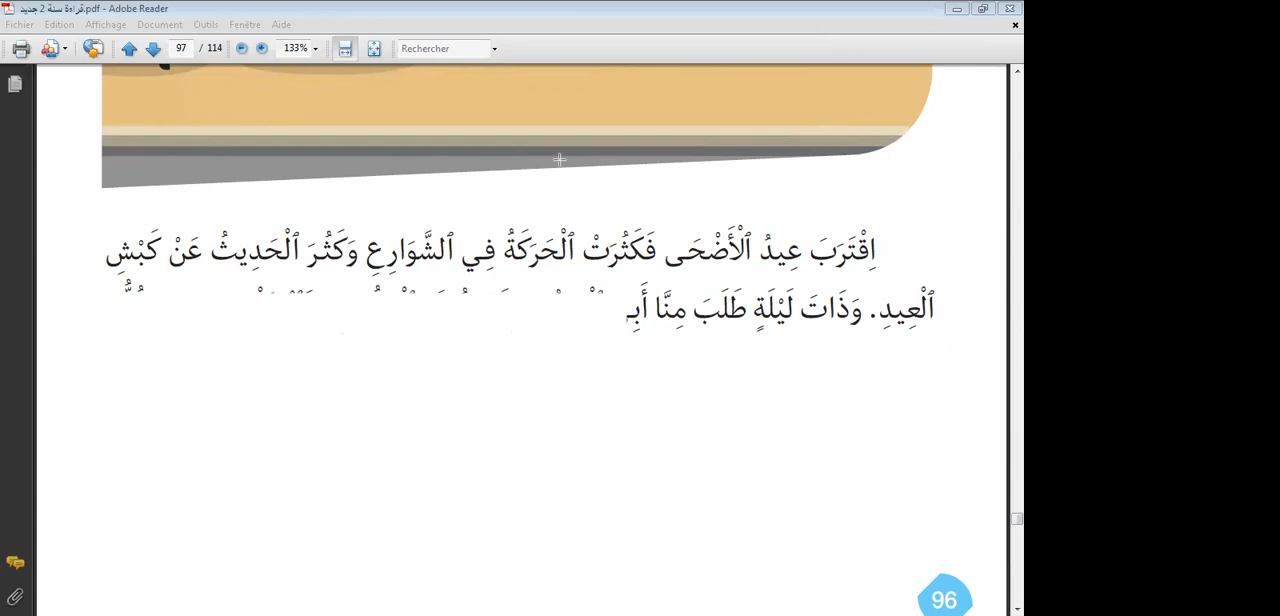 قراءة سنة 2 جديد.pdf - Adobe Reader
Fichier Edition Affichage Document Outils Fenêtre Aide
97 / 114 133% Rechercher
اِقْتَرَبَ عِيدُ ٱلْأَضْحَى فَكَثُرَتْ ٱلْحَرَكَةُ فِي ٱلشَّوَارِعِ وَكَثُرَ ٱلْحَدِيثُ عَنْ كَبْشِ
ٱلْعِيدِ. وَذَاتَ لَيْلَةٍ طَلَبَ مِنَّا
96